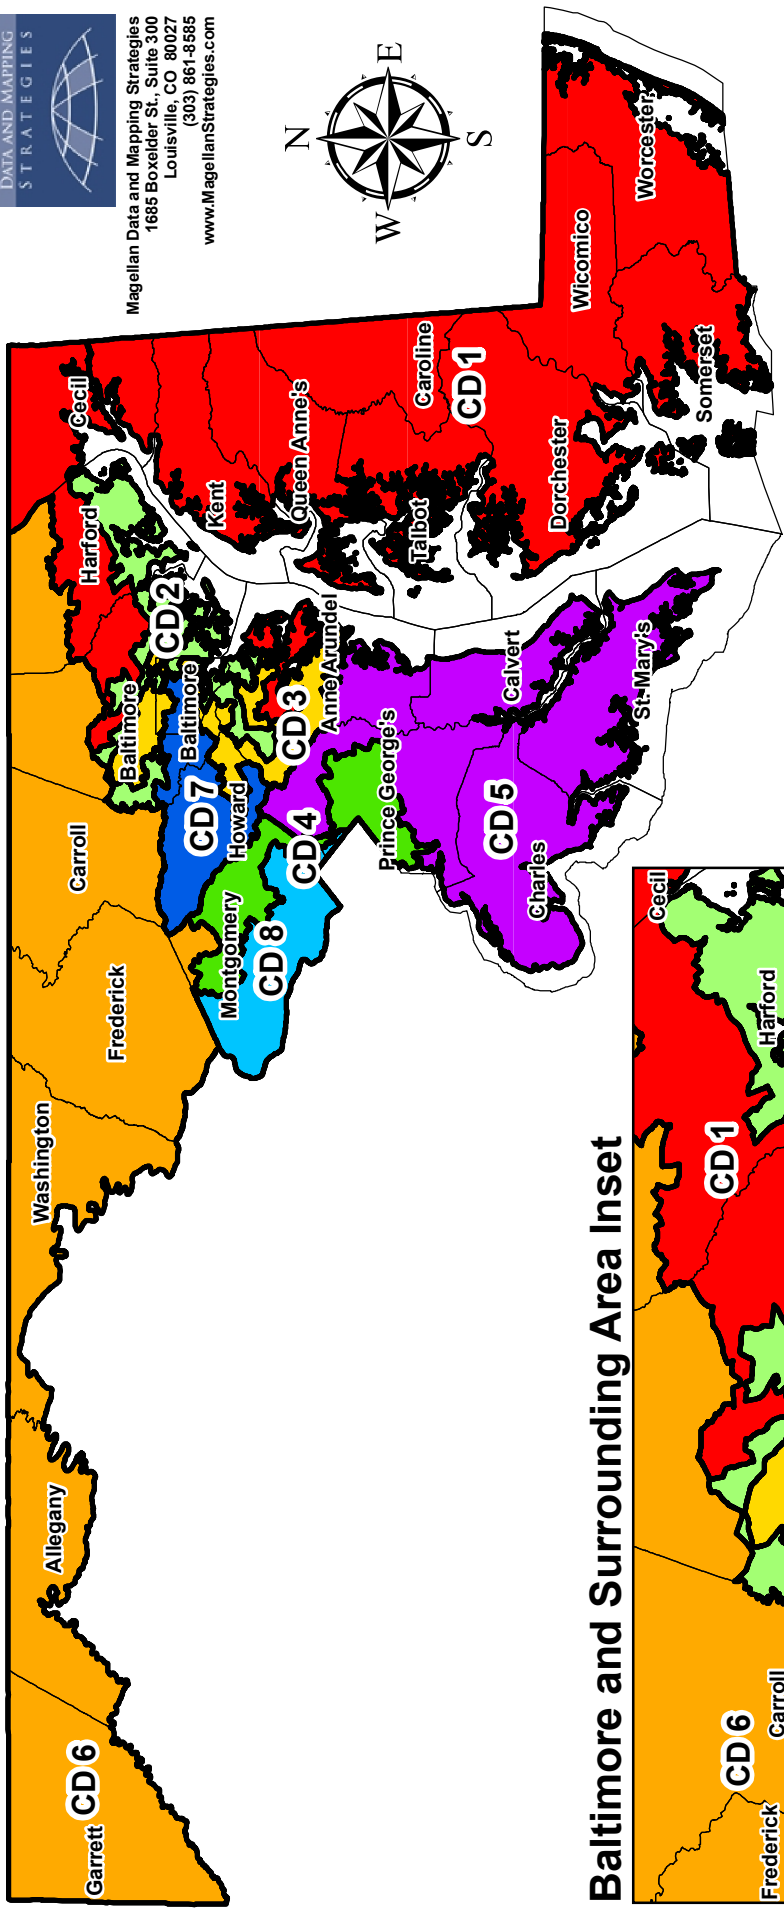 DATA AND MAPPING
STRATEGIES
Magellan Data and Mapping Strategies
1685 Boxelder St., Suite 300
Louisville, CO 80027
(303) 861-8585
www.MagellanStrategies.com
N
W
E
S
Garrett
CD 6
Allegany
Washington
Frederick
Carroll
Baltimore
Harford
Cecil
CD 2
Baltimore
CD 7
Howard
Kent
Montgomery
CD 8
CD 4
CD 3
Anne Arundel
Queen Anne's
Prince George's
Talbot
Caroline
CD 1
CD 5
Charles
Calvert
Dorchester
Wicomico
St. Mary's
Worcester
Somerset
Baltimore and Surrounding Area Inset
Cecil
CD 1
Harford
CD 6
Carroll
Frederick